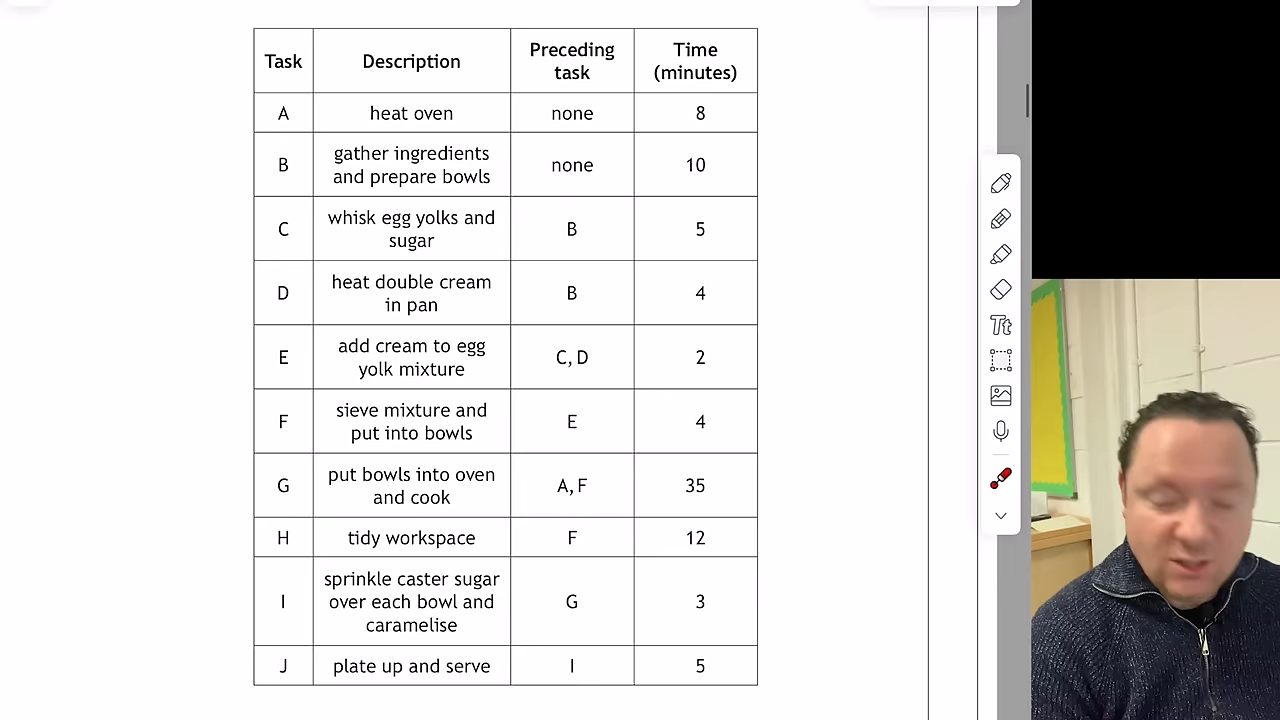 Task Description Preceding task Time (minutes)
A heat oven none 8
B gather ingredients and prepare bowls none 10
C whisk egg yolks and sugar B 5
D heat double cream in pan B 4
E add cream to egg yolk mixture C, D 2
F sieve mixture and put into bowls E 4
G put bowls into oven and cook A, F 35
H tidy workspace F 12
I sprinkle caster sugar over each bowl and caramelise G 3
J plate up and serve I 5
Tt